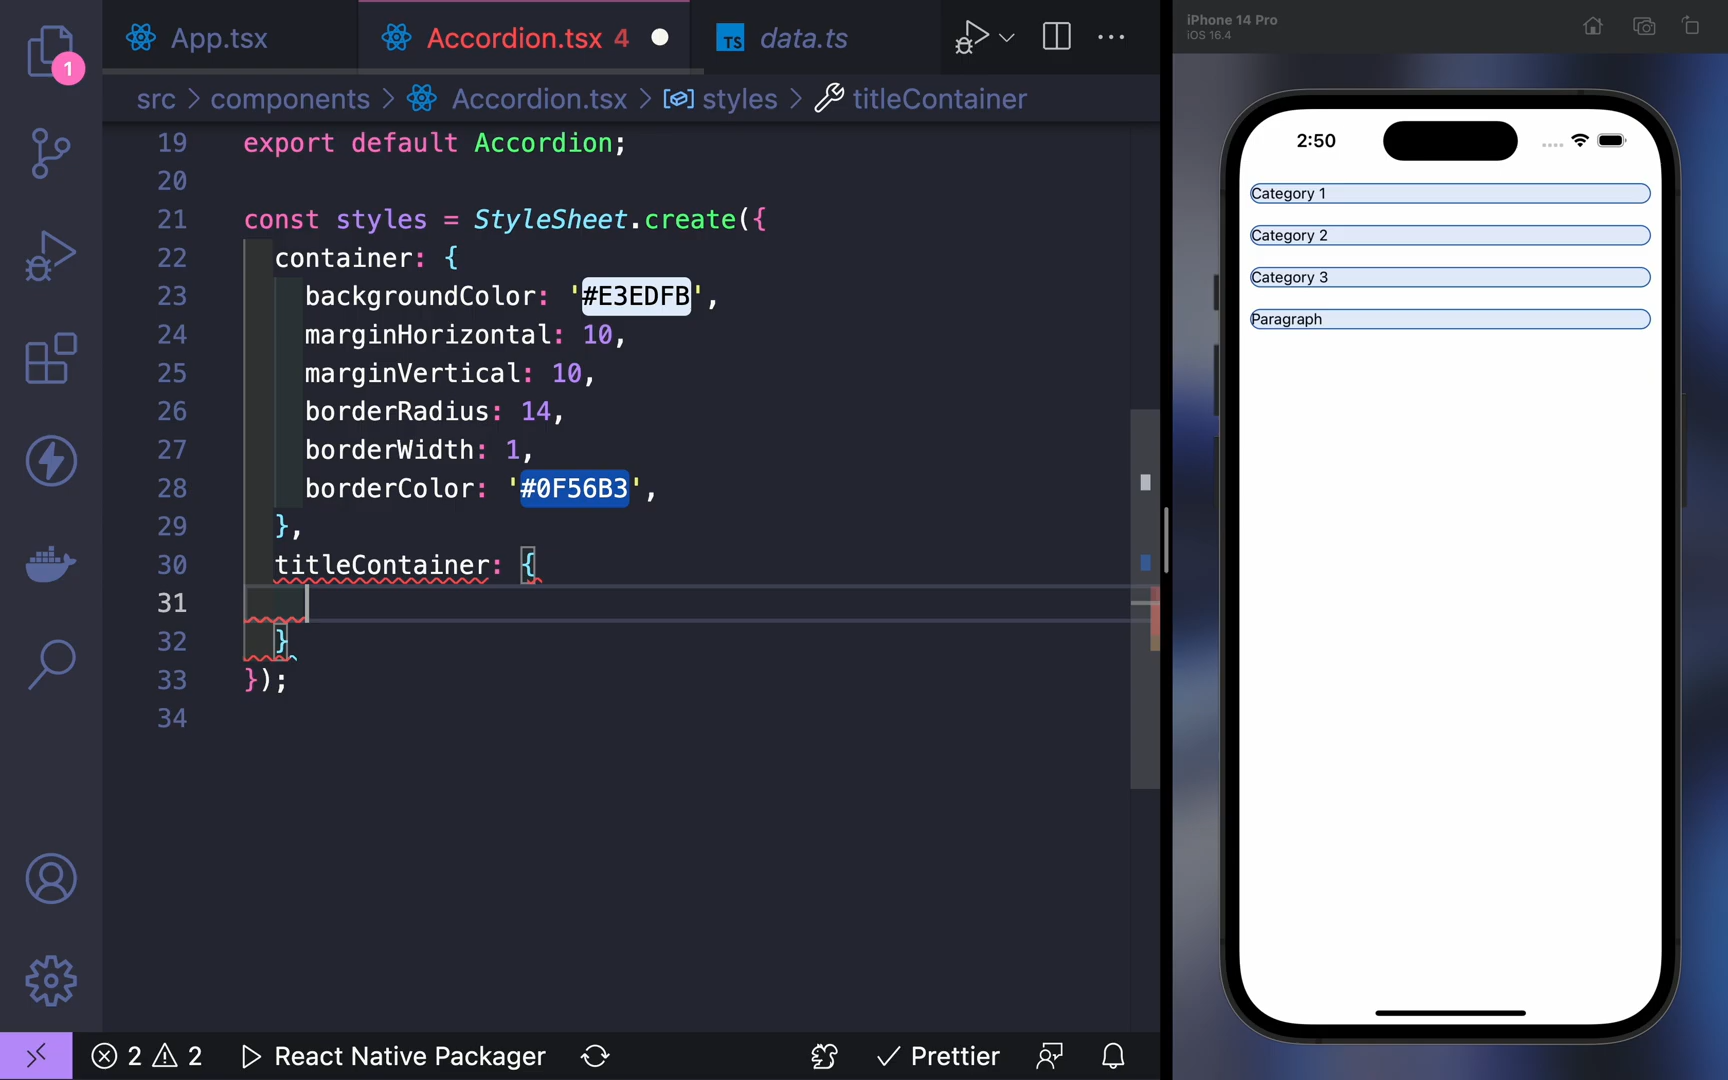 1
App.tsx
Accordion.tsx 4
TS data.ts
src > components > Accordion.tsx > styles > titleContainer
19 export default Accordion;
20
21 const styles = StyleSheet.create({
22 container: {
23 backgroundColor: '#E3EDFB',
24 marginHorizontal: 10,
25 marginVertical: 10,
26 borderRadius: 14,
27 borderWidth: 1,
28 borderColor: '#0F56B3',
29 },
30 titleContainer: {
31
32 }
33 });
34
2 2 React Native Packager Prettier
iPhone 14 Pro
iOS 16.4
2:50
Category 1
Category 2
Category 3
Paragraph